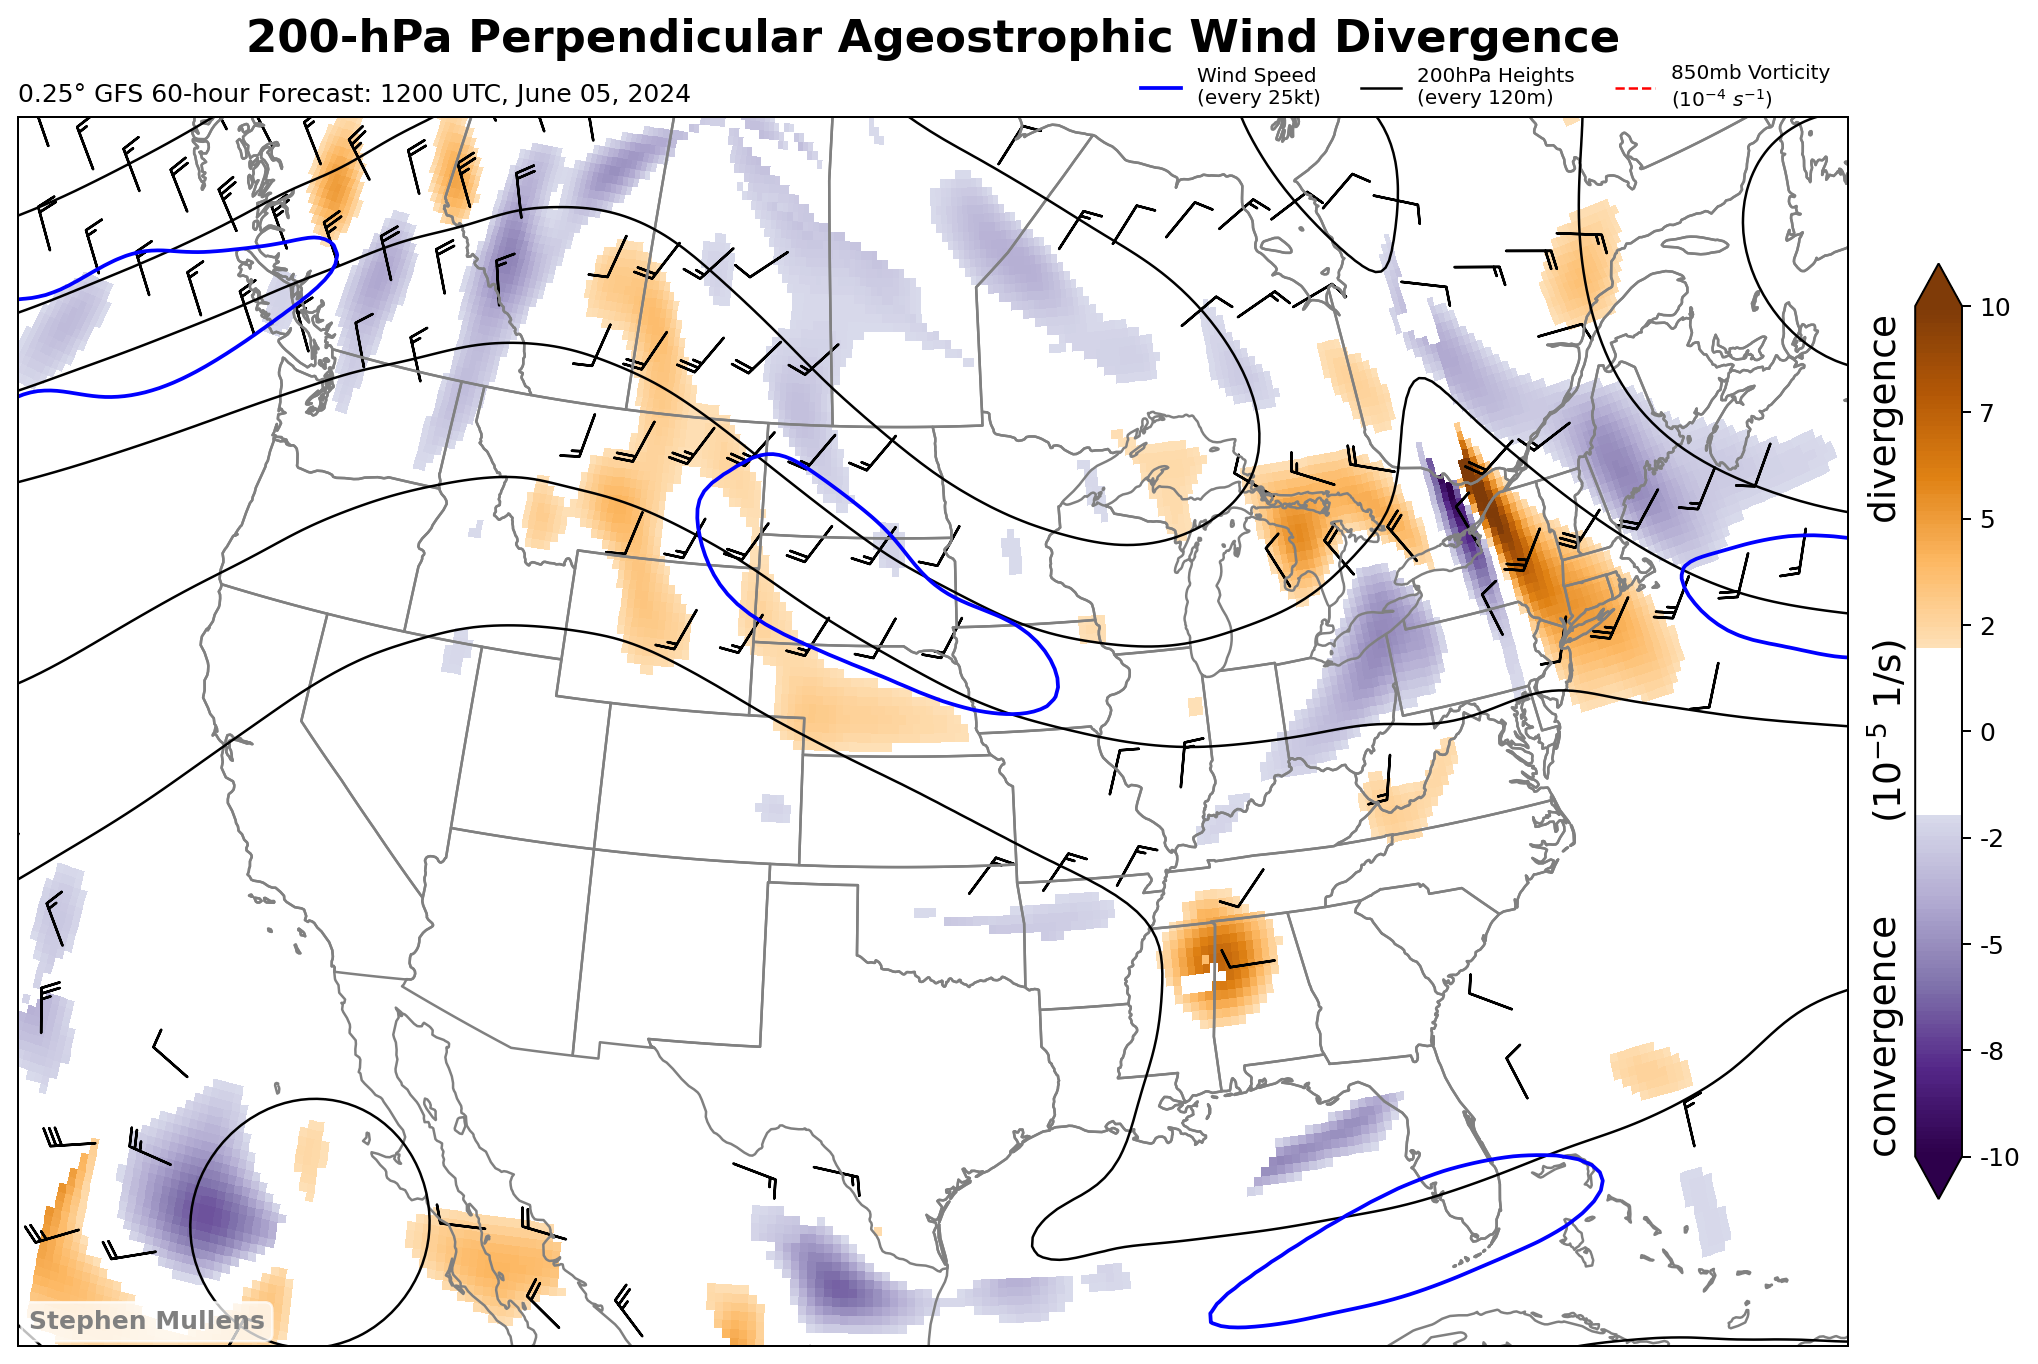 200-hPa Perpendicular Ageostrophic Wind Divergence
0.25° GFS 60-hour Forecast: 1200 UTC, June 05, 2024
Wind Speed
(every 25kt)
200hPa Heights
(every 120m)
850mb Vorticity
(10⁻⁴ s⁻¹)
10
7
5
2
0
-2
-5
-8
-10
convergence (10⁻⁵ 1/s) divergence
Stephen Mullens